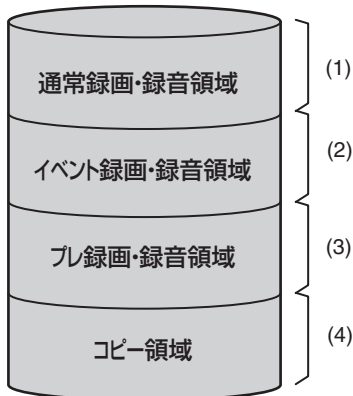 通常録画・録音領域
(1)
イベント録画・録音領域
(2)
プレ録画・録音領域
(3)
コピー領域
(4)